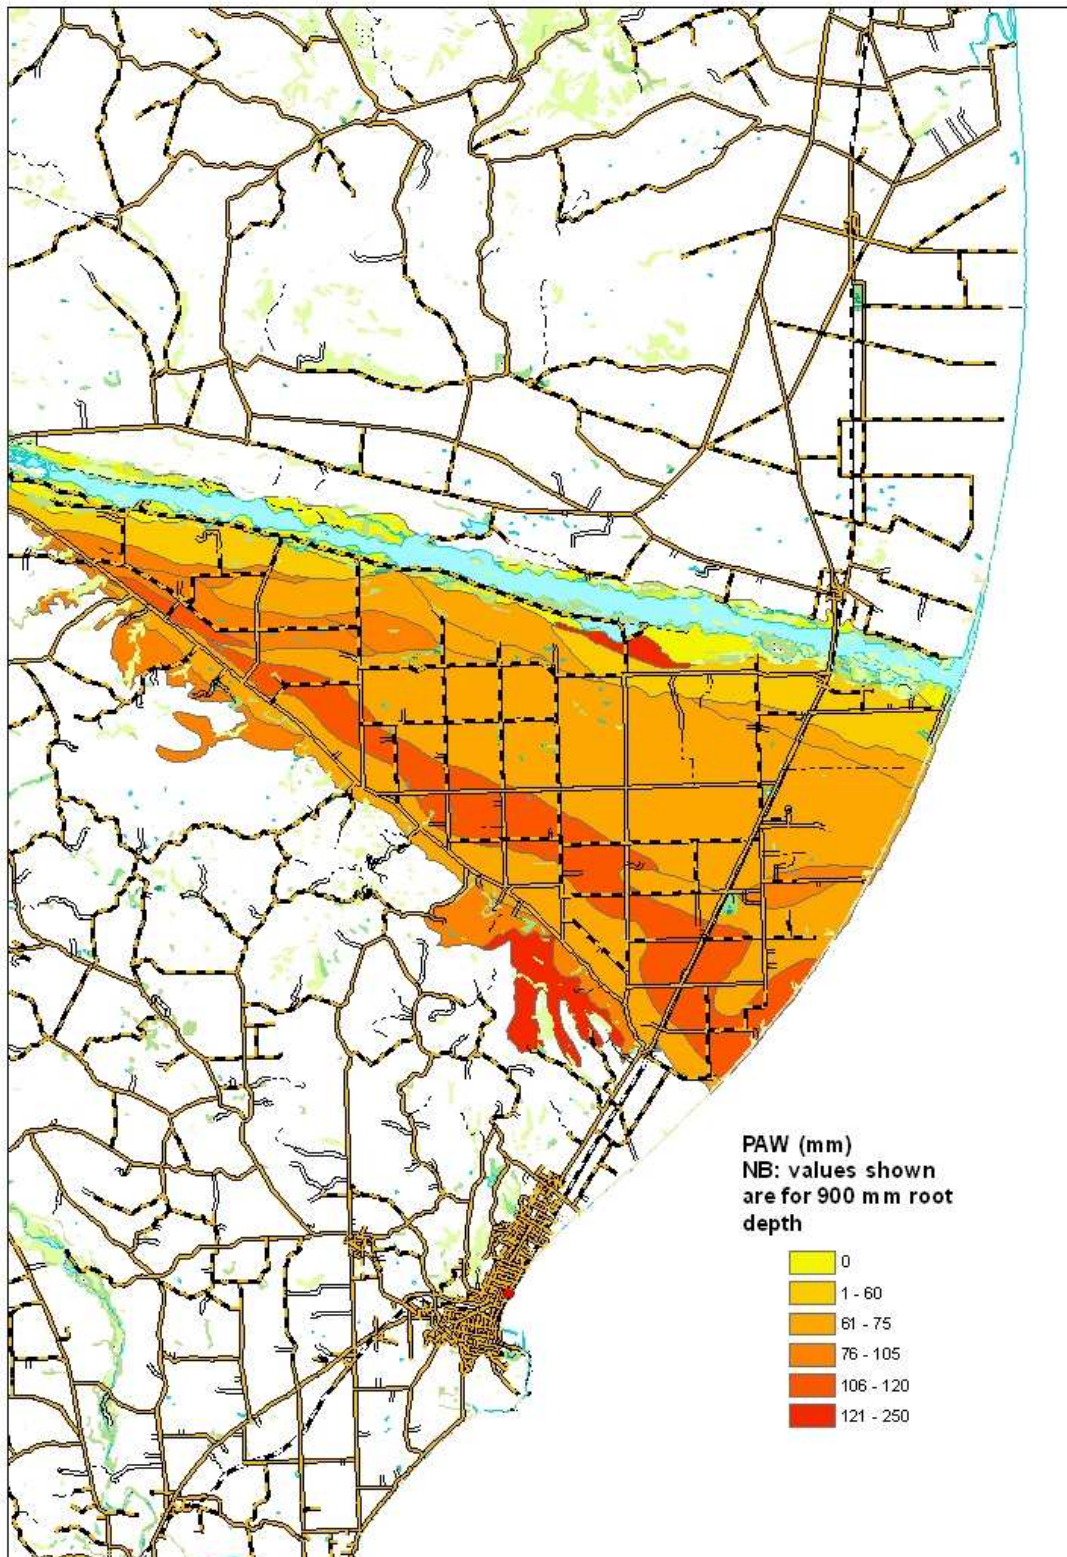 PAW (mm)
NB: values shown
are for 900 mm root
depth
0
1 - 60
61 - 75
76 - 105
106 - 120
121 - 250